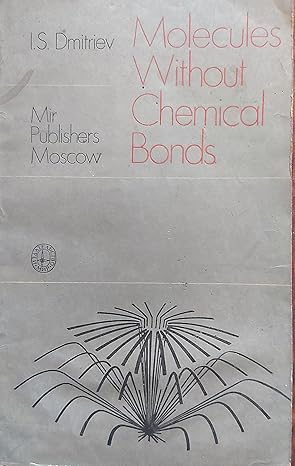 I.S. Dmitriev
Mir
Publishers
Moscow
Molecules
Without
Chemical
Bonds